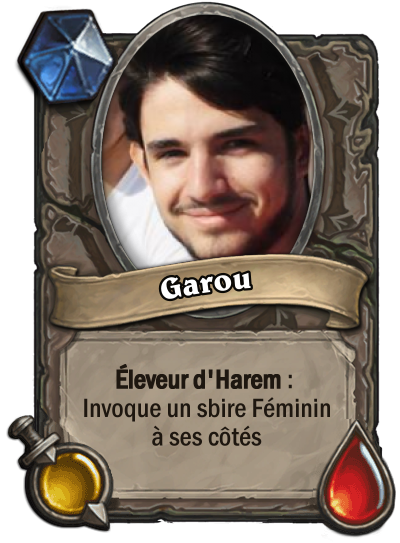 Garou
Éleveur d'Harem :
Invoque un sbire Féminin
à ses côtés